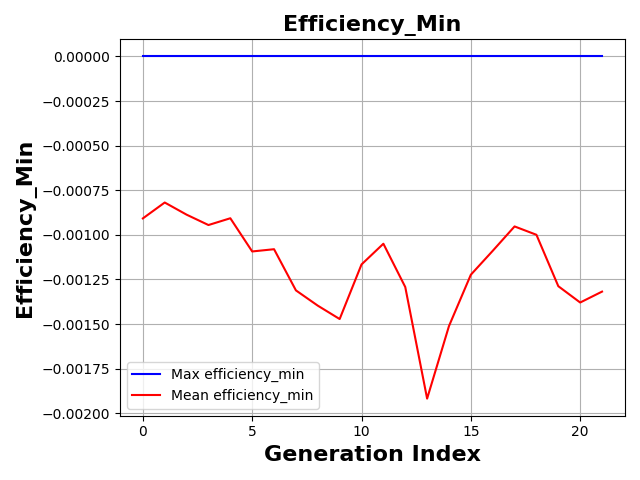 Efficiency_Min
Efficiency_Min
0.00000
−0.00025
−0.00050
−0.00075
−0.00100
−0.00125
−0.00150
−0.00175
−0.00200
Max efficiency_min
Mean efficiency_min
0 5 10 15 20
Generation Index